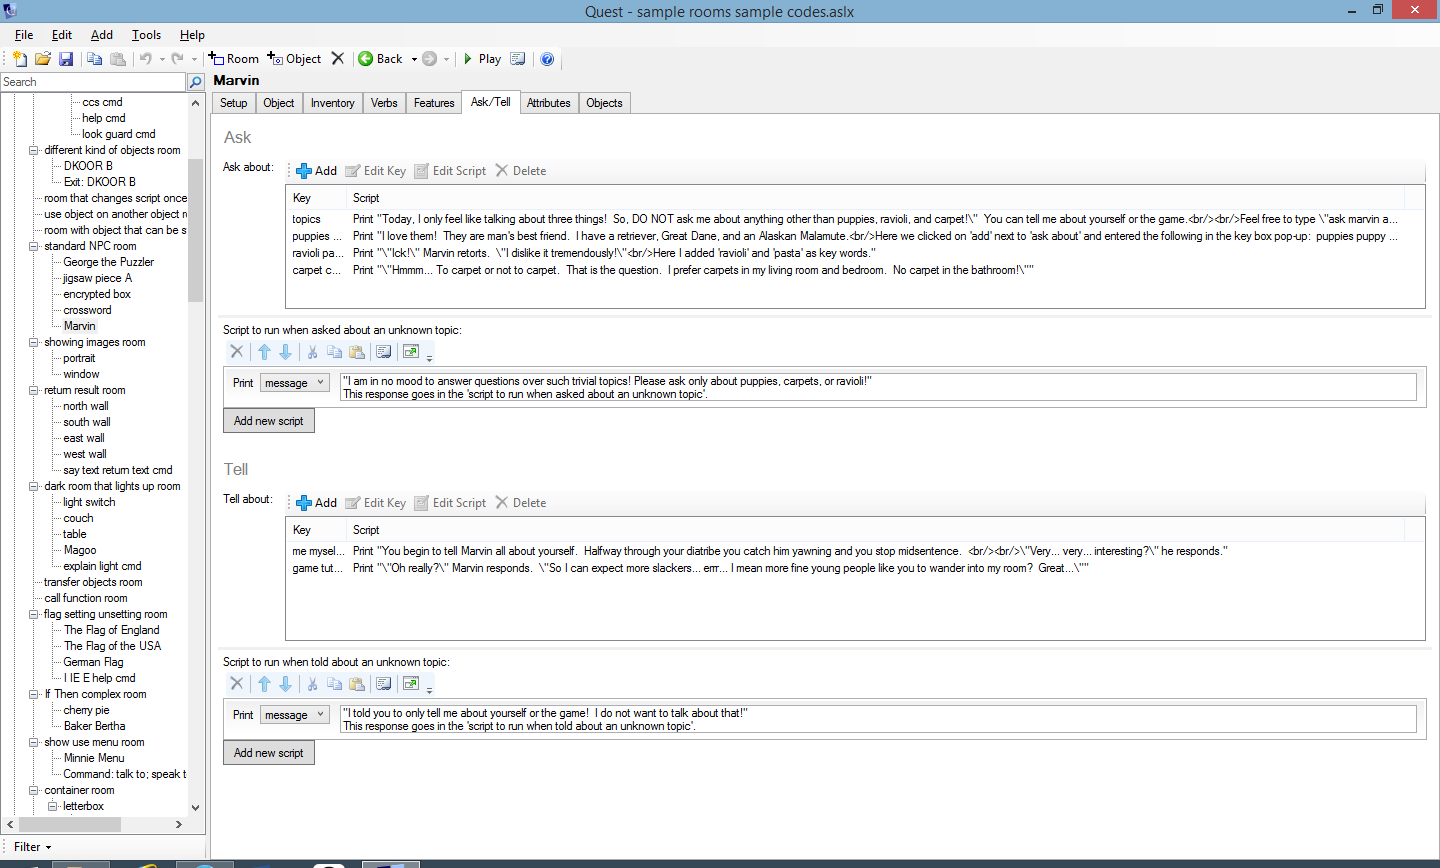 Quest - sample rooms sample codes.aslx
File Edit Add Tools Help
Room Object Back Play
Search
Marvin
Setup Object Inventory Verbs Features Ask/Tell Attributes Objects
ccs cmd
help cmd
look guard cmd
different kind of objects room
DKOOR B
Exit: DKOOR B
room that changes script once
use object on another object r
room with object that can be s
standard NPC room
George the Puzzler
jigsaw piece A
encrypted box
crossword
Marvin
showing images room
portrait
window
return result room
north wall
south wall
east wall
west wall
say text return text cmd
dark room that lights up room
light switch
couch
table
Magoo
explain light cmd
transfer objects room
call function room
flag setting unsetting room
The Flag of England
The Flag of the USA
German Flag
I IE E help cmd
If Then complex room
cherry pie
Baker Bertha
show use menu room
Minnie Menu
Command: talk to; speak t
container room
letterbox
Filter
Ask
Ask about: Add Edit Key Edit Script Delete
Key Script
topics Print "Today, I only feel like talking about three things!  So, DO NOT ask me about anything other than puppies, ravioli, and carpet!\"  You can tell me about yourself or the game.<br/><br/>Feel free to type \"ask marvin a...
puppies ... Print "I love them!  They are man's best friend.  I have a retriever, Great Dane, and an Alaskan Malamute.<br/>Here we clicked on 'add' next to 'ask about' and entered the following in the key box pop-up:  puppies puppy ...
ravioli pa... Print "\"Ick!\" Marvin retorts.  \"I dislike it tremendously!\"<br/>Here I added 'ravioli' and 'pasta' as key words."
carpet c... Print "\"Hmmm... To carpet or not to carpet.  That is the question.  I prefer carpets in my living room and bedroom.  No carpet in the bathroom!\""
Script to run when asked about an unknown topic:
Print message "I am in no mood to answer questions over such trivial topics! Please ask only about puppies, carpets, or ravioli!"
This response goes in the 'script to run when asked about an unknown topic'.
Add new script
Tell
Tell about: Add Edit Key Edit Script Delete
Key Script
me mysel... Print "You begin to tell Marvin all about yourself.  Halfway through your diatribe you catch him yawning and you stop midsentence.  <br/><br/>\"Very... very... interesting?\" he responds."
game tut... Print "\"Oh really?\" Marvin responds.  \"So I can expect more slackers... errr... I mean more fine young people like you to wander into my room?  Great...\""
Script to run when told about an unknown topic:
Print message "I told you to only tell me about yourself or the game!  I do not want to talk about that!"
This response goes in the 'script to run when told about an unknown topic'.
Add new script